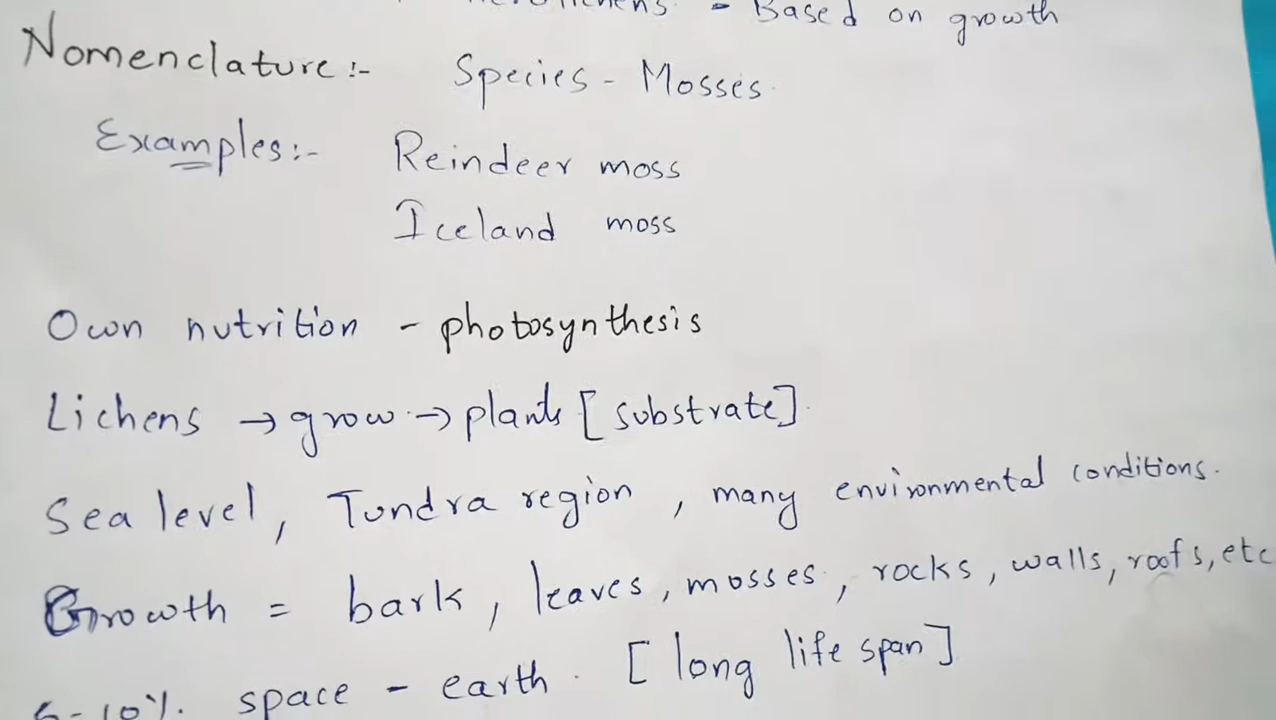 - Based on growth
Nomenclature:- Species - Mosses.
Examples:- Reindeer moss
Iceland moss
Own nutrition - photosynthesis
Lichens → grow → plants [substrate].
Sea level, Tundra region, many environmental conditions.
Growth = bark, leaves, mosses, rocks, walls, roofs, etc
6-10% space - earth. [long life span]